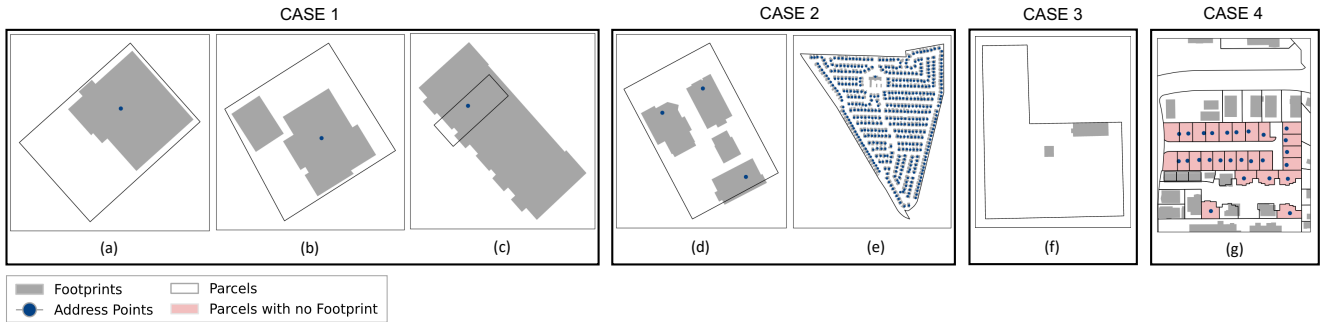 CASE 1
CASE 2
CASE 3
CASE 4
(a)
(b)
(c)
(d)
(e)
(f)
(g)
Footprints
Parcels
Address Points
Parcels with no Footprint